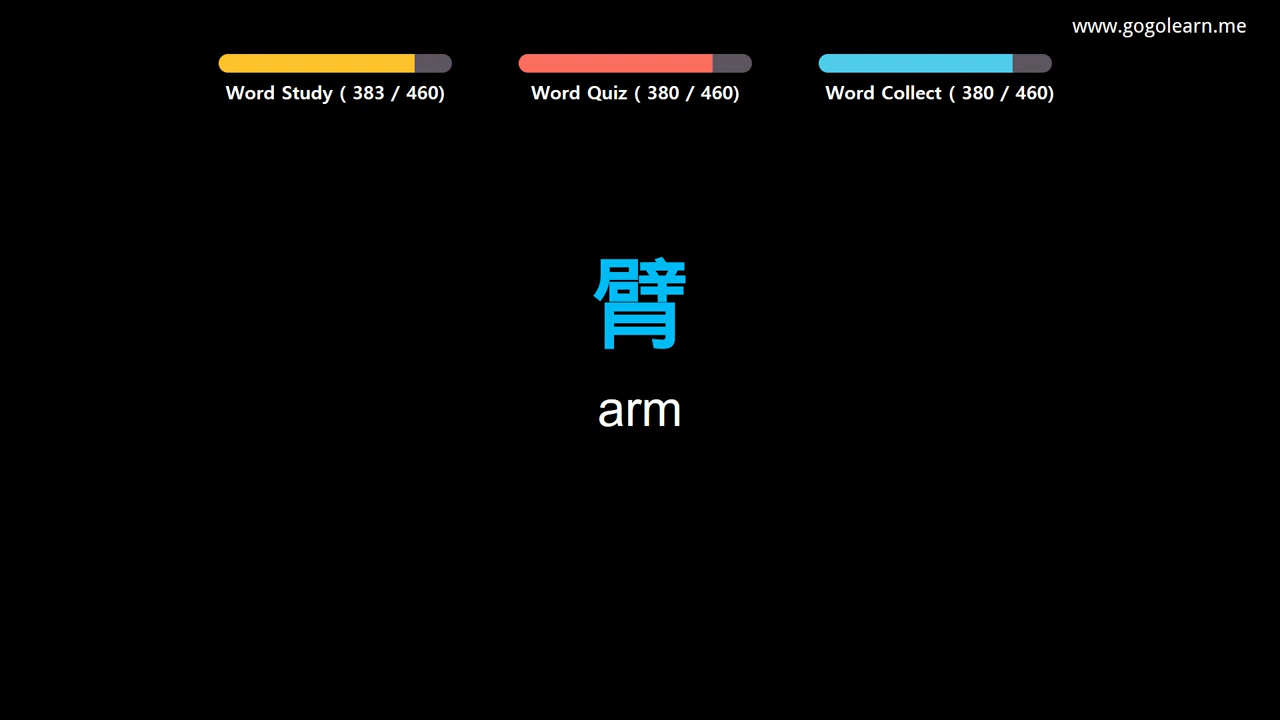 www.gogolearn.me
Word Study ( 383 / 460)
Word Quiz ( 380 / 460)
Word Collect ( 380 / 460)
臂
arm